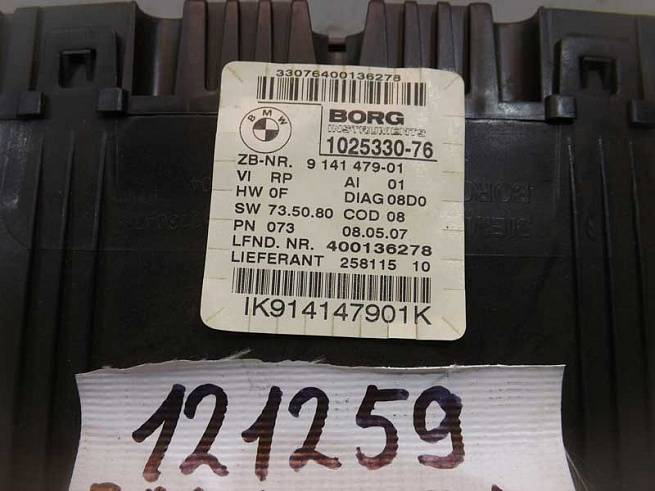 33076400136278
BMW
BORG
INSTRUMENTS
1025330-76
ZB-NR. 9 141 479-01
VI RP AI 01
HW 0F DIAG 08D0
SW 73.50.80 COD 08
PN 073 08.05.07
LFND. NR. 400136278
LIEFERANT 258115 10
IK914147901K
121259